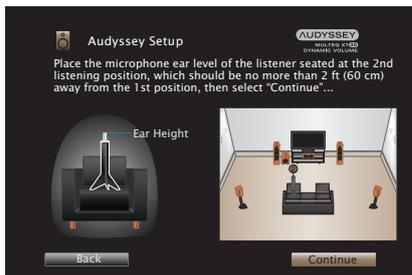 Audyssey Setup
AUDYSSEY
MULTEQ XT32
DYNAMIC VOLUME
Place the microphone ear level of the listener seated at the 2nd
listening position, which should be no more than 2 ft (60 cm)
away from the 1st position, then select “Continue”...
Ear Height
Back
Continue